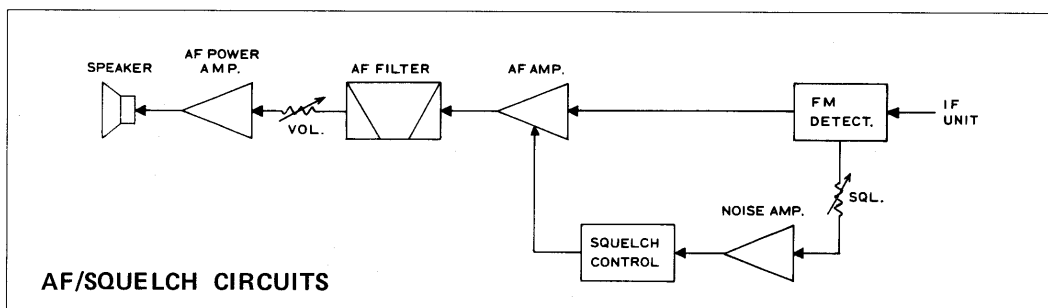 SPEAKER
AF POWER
AMP.
VOL.
AF FILTER
AF AMP.
FM
DETECT.
IF
UNIT
SQL.
NOISE AMP.
SQUELCH
CONTROL
AF/SQUELCH CIRCUITS